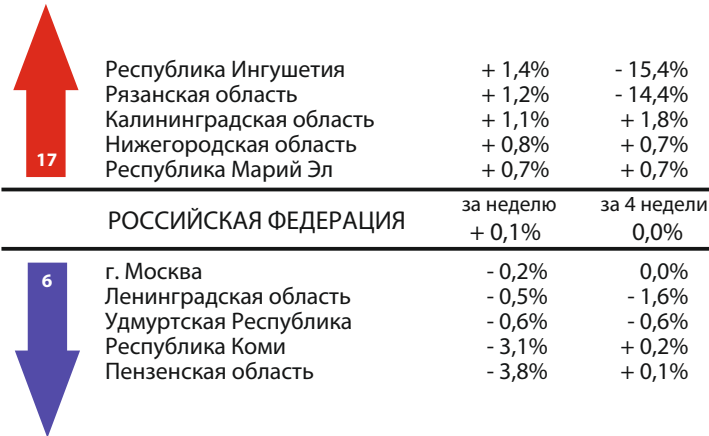 Республика Ингушетия + 1,4% - 15,4%
Рязанская область + 1,2% - 14,4%
Калининградская область + 1,1% + 1,8%
Нижегородская область + 0,8% + 0,7%
17 Республика Марий Эл + 0,7% + 0,7%
за неделю за 4 недели
РОССИЙСКАЯ ФЕДЕРАЦИЯ + 0,1% 0,0%
6 г. Москва - 0,2% 0,0%
Ленинградская область - 0,5% - 1,6%
Удмуртская Республика - 0,6% - 0,6%
Республика Коми - 3,1% + 0,2%
Пензенская область - 3,8% + 0,1%